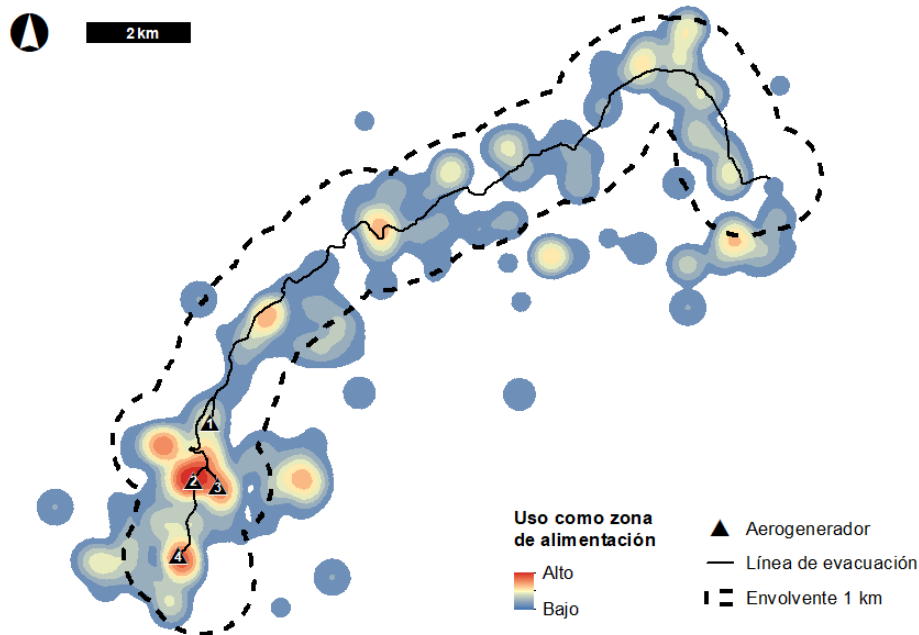 2 km
1
2
3
4
Uso como zona
de alimentación
Alto
Bajo
Aerogenerador
Línea de evacuación
Envolvente 1 km